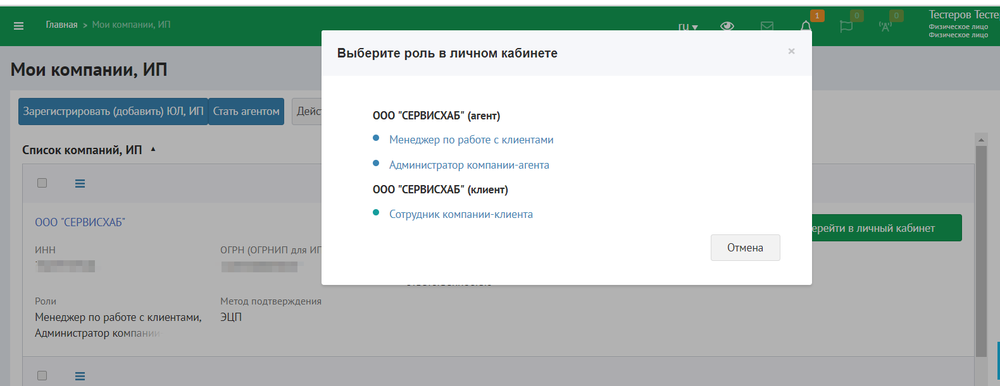 Главная > Мои компании, ИП
ru
1
0
0
Тестеров Тесте
Физическое лицо
Физическое лицо
Мои компании, ИП
Зарегистрировать (добавить) ЮЛ, ИП
Стать агентом
Дейс
Список компаний, ИП
ООО "СЕРВИСХАБ"
ИНН
ОГРН (ОГРНИП для ИП
ерейти в личный кабинет
Роли
Менеджер по работе с клиентами,
Администратор компании
Метод подтверждения
ЭЦП
Выберите роль в личном кабинете
×
ООО "СЕРВИСХАБ" (агент)
Менеджер по работе с клиентами
Администратор компании-агента
ООО "СЕРВИСХАБ" (клиент)
Сотрудник компании-клиента
Отмена